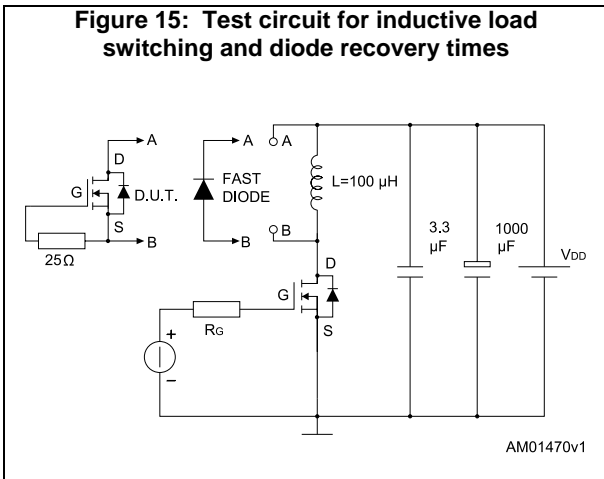 Figure 15: Test circuit for inductive load
switching and diode recovery times
A
D
G
D.U.T.
S
B
25Ω
A
FAST
DIODE
B
A
B
L=100 µH
D
G
S
RG
+
–
3.3
µF
1000
µF
VDD
AM01470v1